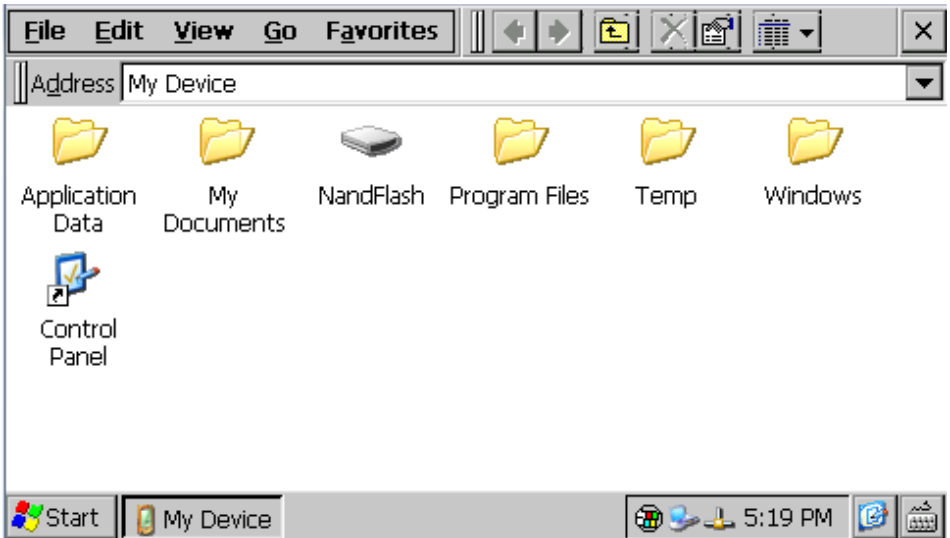 File Edit View Go Favorites
Address My Device
Application Data
My Documents
NandFlash
Program Files
Temp
Windows
Control Panel
Start My Device 5:19 PM